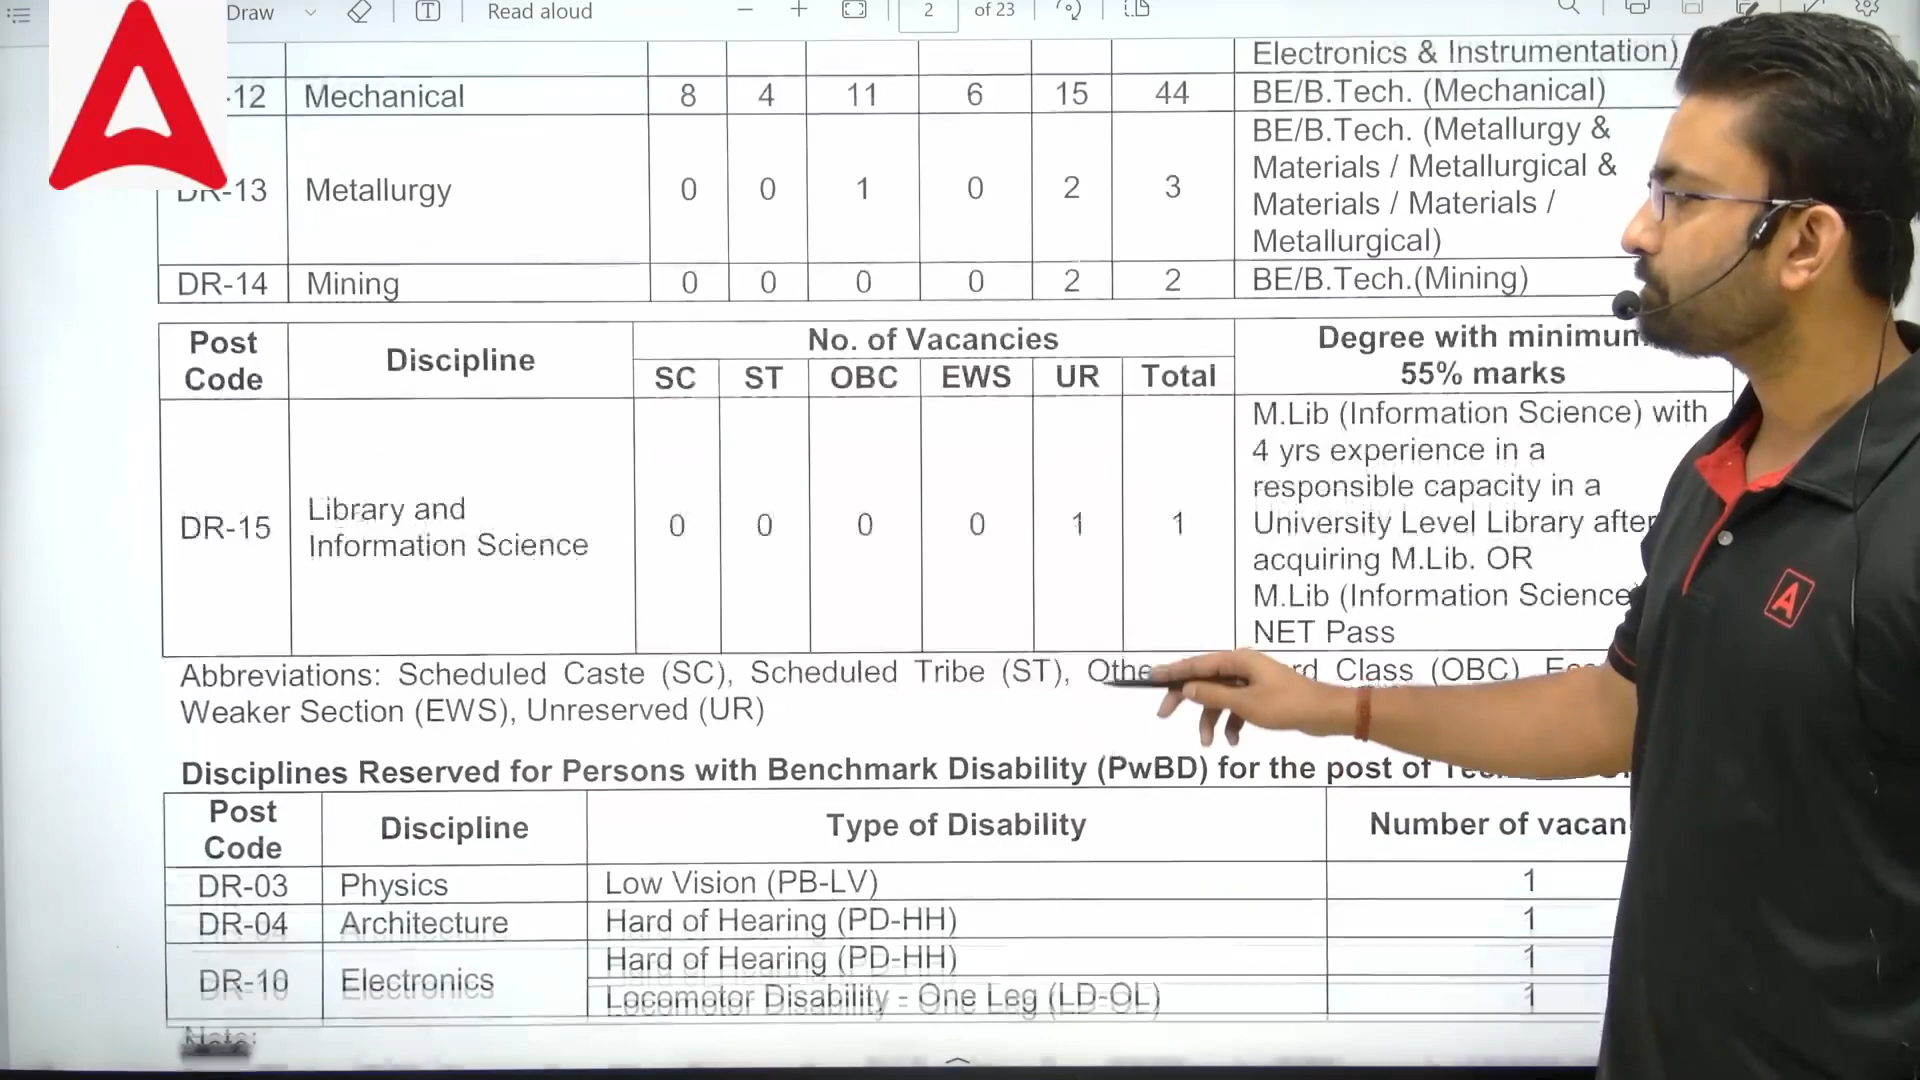 Draw
Read aloud
2 of 23
Electronics & Instrumentation)
-12 Mechanical 8 4 11 6 15 44 BE/B.Tech. (Mechanical)
DR-13 Metallurgy 0 0 1 0 2 3 BE/B.Tech. (Metallurgy &
Materials / Metallurgical &
Materials / Materials /
Metallurgical)
DR-14 Mining 0 0 0 0 2 2 BE/B.Tech.(Mining)
Post Code Discipline No. of Vacancies Degree with minimum
55% marks
SC ST OBC EWS UR Total
DR-15 Library and
Information Science 0 0 0 0 1 1
M.Lib (Information Science) with
4 yrs experience in a
responsible capacity in a
University Level Library after
acquiring M.Lib. OR
M.Lib (Information Science
NET Pass
Abbreviations: Scheduled Caste (SC), Scheduled Tribe (ST), Othe rd Class (OBC)
Weaker Section (EWS), Unreserved (UR)
Disciplines Reserved for Persons with Benchmark Disability (PwBD) for the post of
Post Code Discipline Type of Disability Number of vacan
DR-03 Physics Low Vision (PB-LV) 1
DR-04 Architecture Hard of Hearing (PD-HH) 1
DR-10 Electronics Hard of Hearing (PD-HH) 1
Locomotor Disability - One Leg (LD-OL) 1
Note:
A